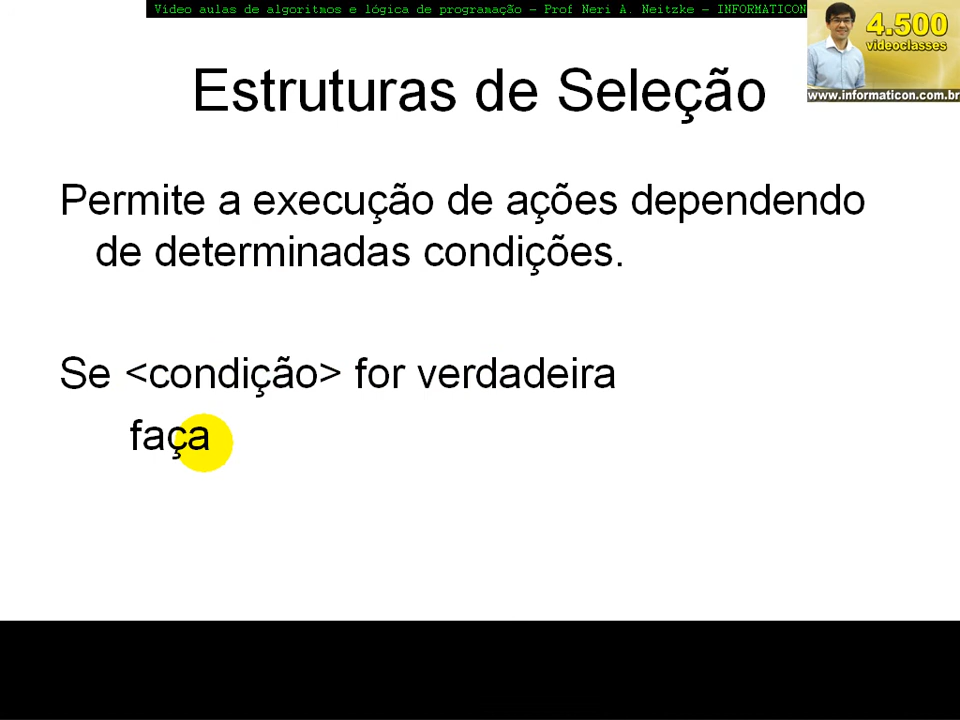 Vídeo aulas de algoritmos e lógica de programação – Prof Neri A. Neitzke – INFORMATICON
4.500
videoclasses
www.informaticon.com.br
Estruturas de Seleção
Permite a execução de ações dependendo
de determinadas condições.
Se <condição> for verdadeira
faça